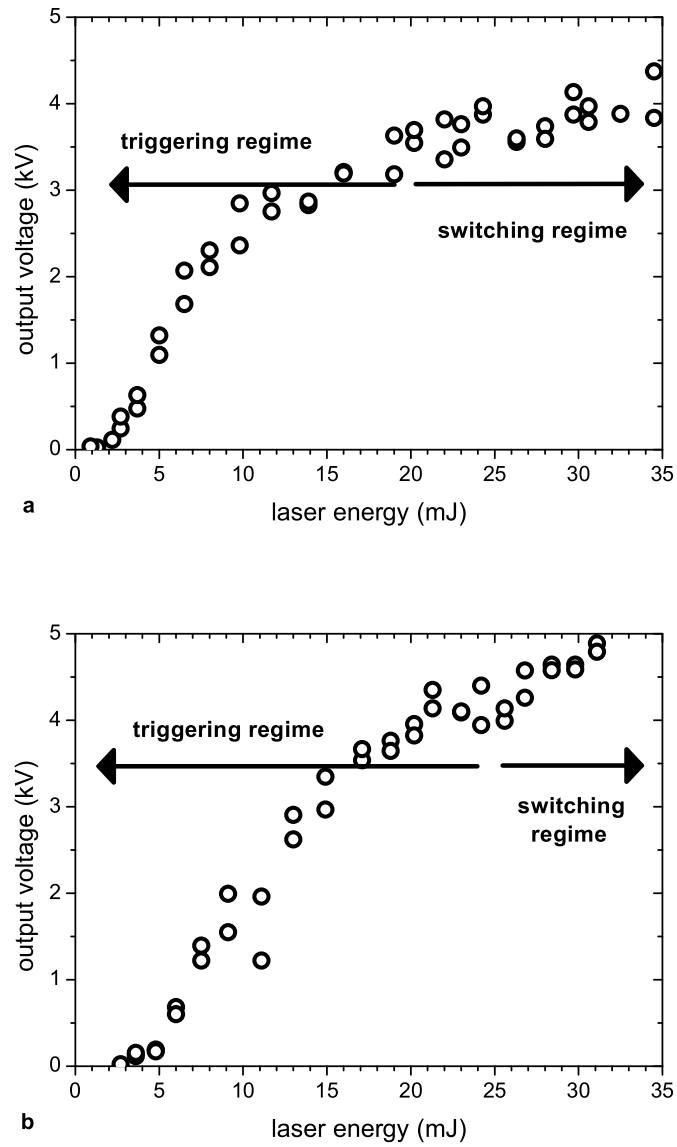 5
4
triggering regime
3
switching regime
2
1
0
output voltage (kV)
0 5 10 15 20 25 30 35
a
laser energy (mJ)
5
4
triggering regime
3
switching
regime
2
1
0
output voltage (kV)
0 5 10 15 20 25 30 35
b
laser energy (mJ)